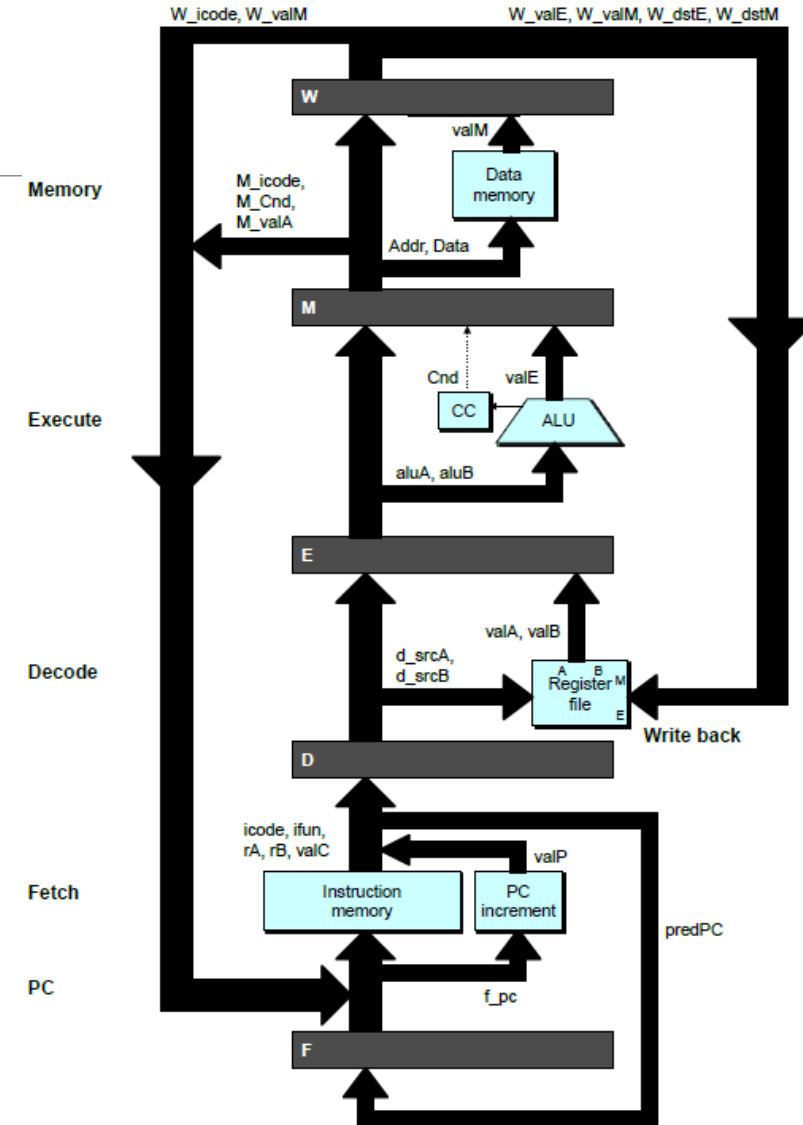 W_icode, W_valM
W_valE, W_valM, W_dstE, W_dstM
W
valM
Memory
M_icode,
M_Cnd,
M_valA
Data
memory
Addr, Data
M
Cnd
valE
CC
ALU
Execute
aluA, aluB
E
valA, valB
d_srcA,
d_srcB
Decode
A B
M
Register
file
E
Write back
D
icode, ifun,
rA, rB, valC
valP
Fetch
Instruction
memory
PC
increment
predPC
PC
f_pc
F